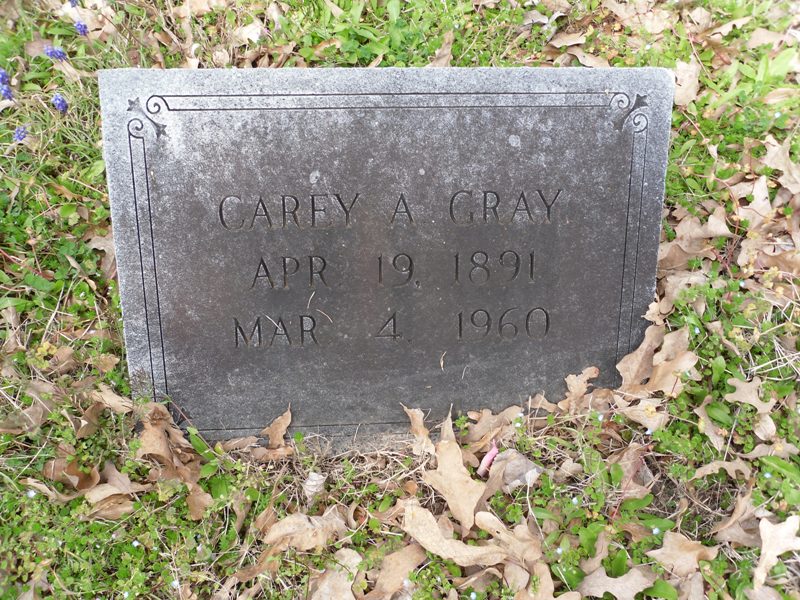 CAREY A. GRAY
APR. 19, 1891
MAR. 4, 1960